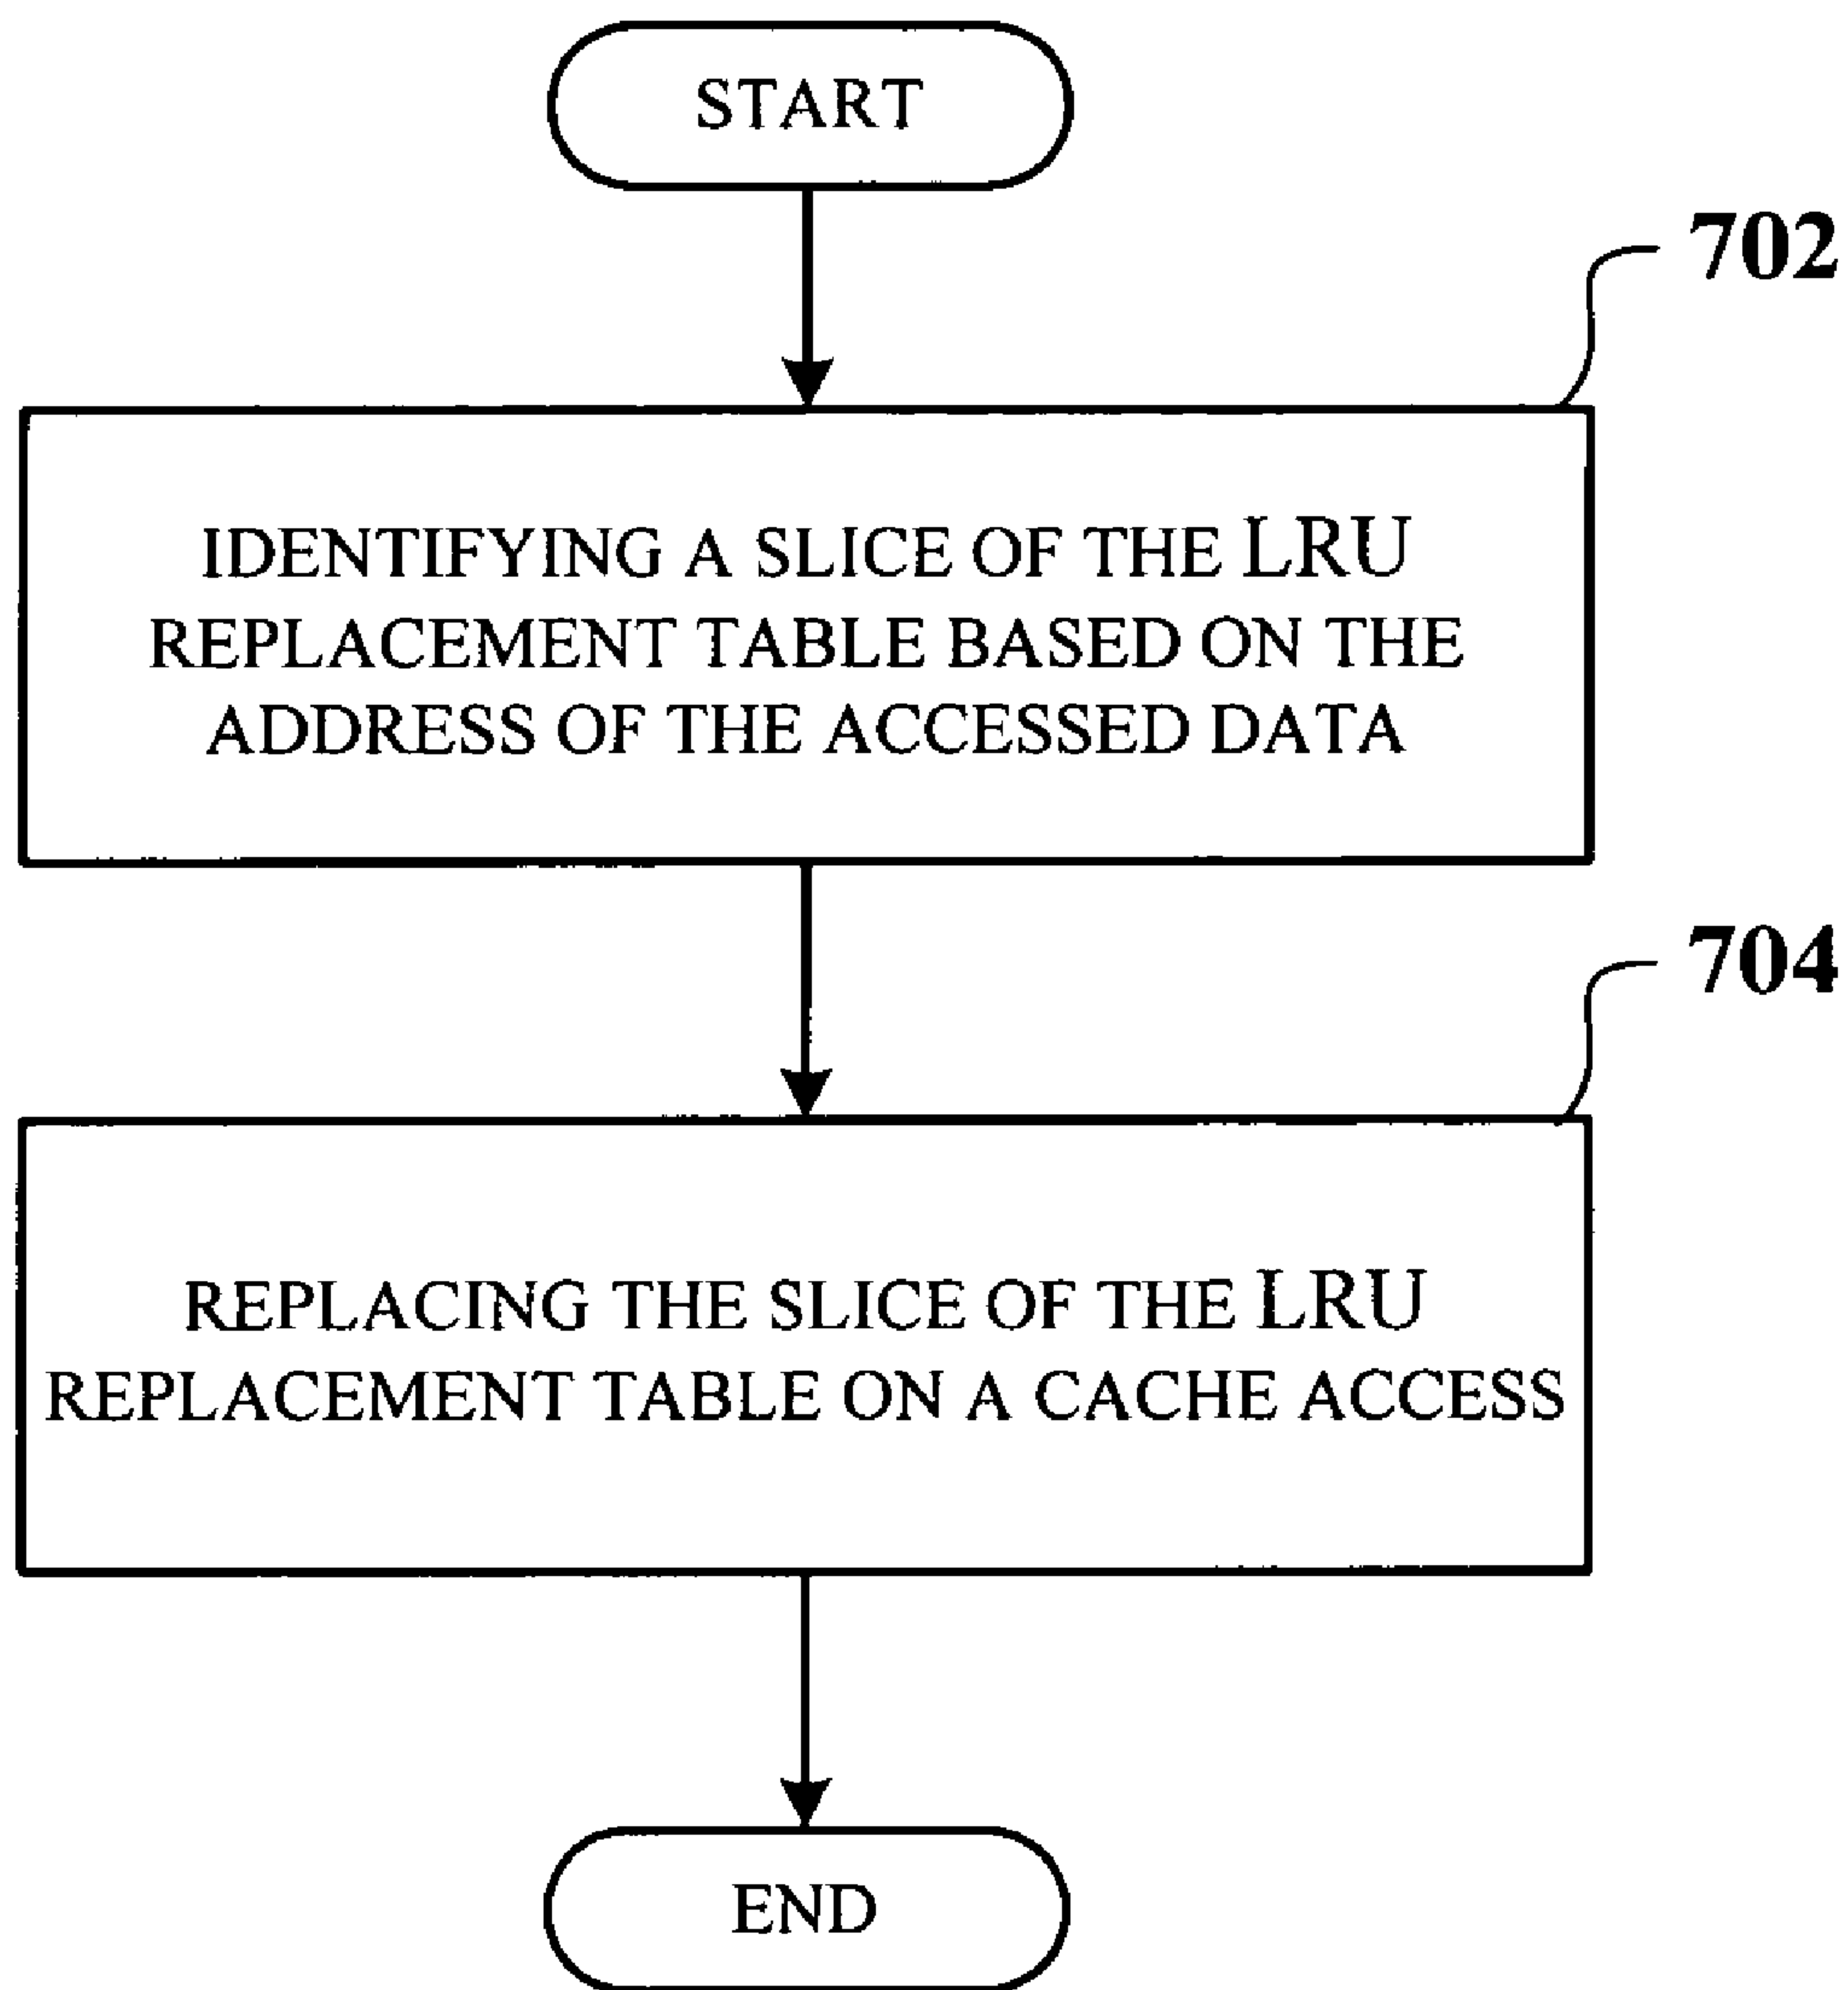 START
702
IDENTIFYING A SLICE OF THE LRU
REPLACEMENT TABLE BASED ON THE
ADDRESS OF THE ACCESSED DATA
704
REPLACING THE SLICE OF THE LRU
REPLACEMENT TABLE ON A CACHE ACCESS
END